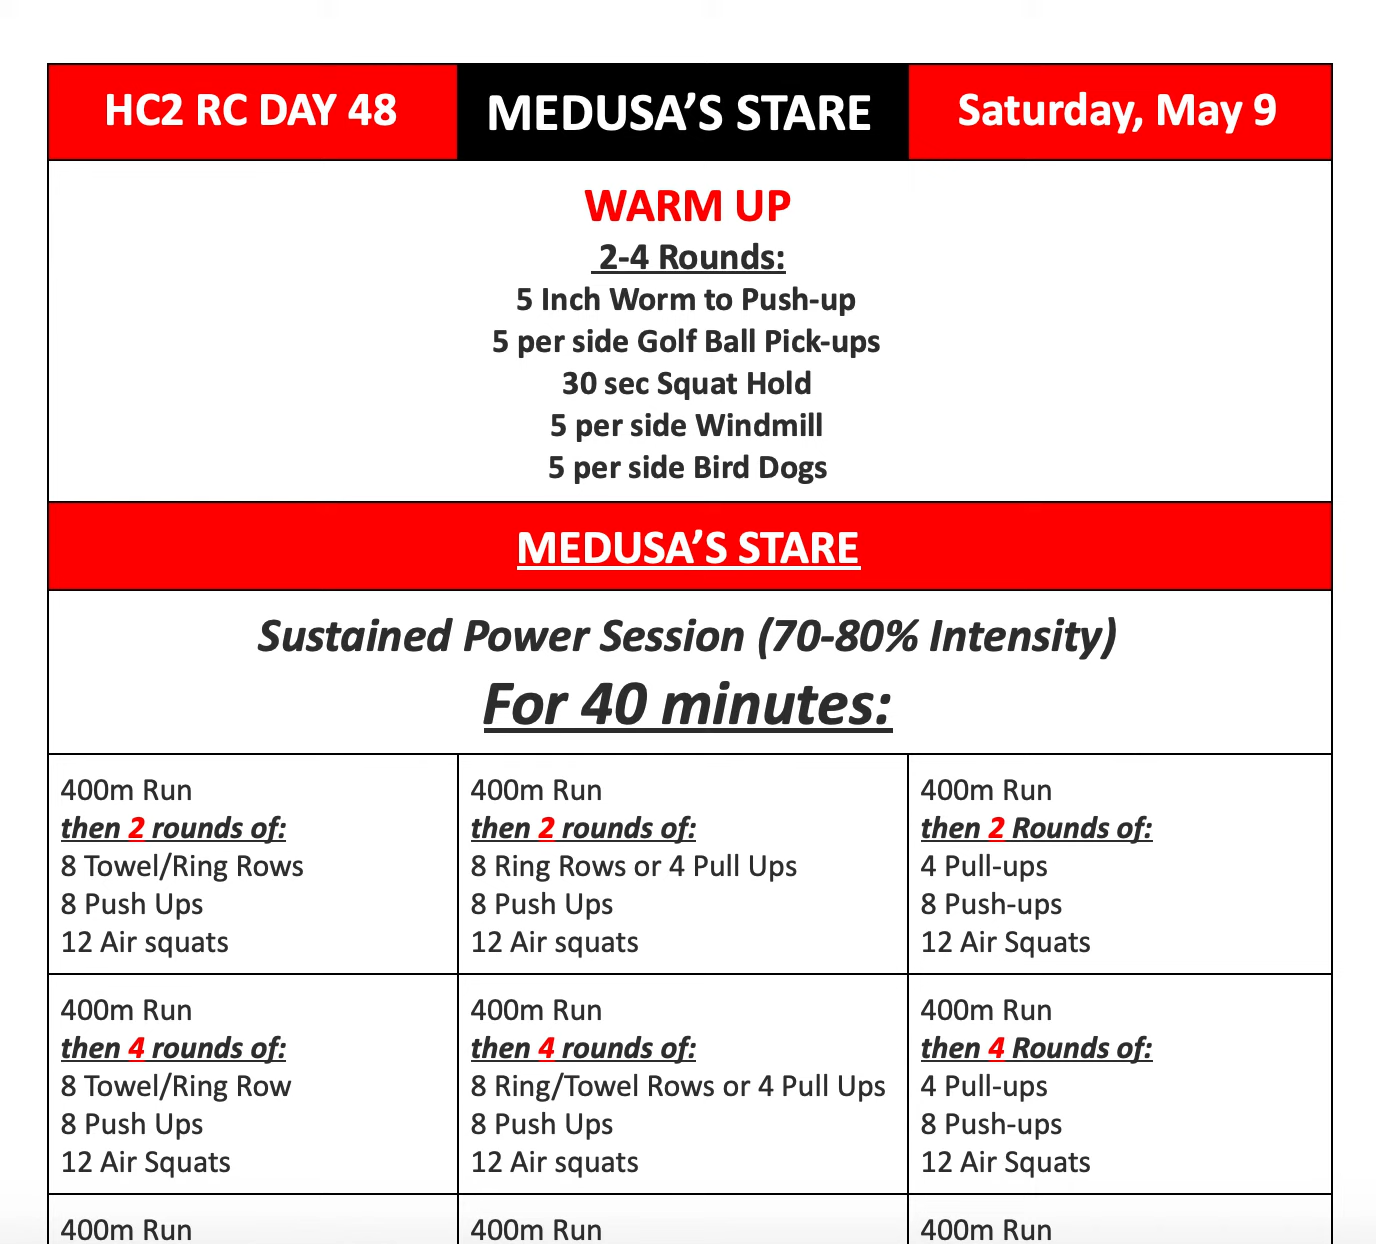 HC2 RC DAY 48
MEDUSA’S STARE
Saturday, May 9
WARM UP
2-4 Rounds:
5 Inch Worm to Push-up
5 per side Golf Ball Pick-ups
30 sec Squat Hold
5 per side Windmill
5 per side Bird Dogs
MEDUSA’S STARE
Sustained Power Session (70-80% Intensity)
For 40 minutes:
400m Run
then 2 rounds of:
8 Towel/Ring Rows
8 Push Ups
12 Air squats
400m Run
then 2 rounds of:
8 Ring Rows or 4 Pull Ups
8 Push Ups
12 Air squats
400m Run
then 2 Rounds of:
4 Pull-ups
8 Push-ups
12 Air Squats
400m Run
then 4 rounds of:
8 Towel/Ring Row
8 Push Ups
12 Air Squats
400m Run
then 4 rounds of:
8 Ring/Towel Rows or 4 Pull Ups
8 Push Ups
12 Air squats
400m Run
then 4 Rounds of:
4 Pull-ups
8 Push-ups
12 Air Squats
400m Run
400m Run
400m Run